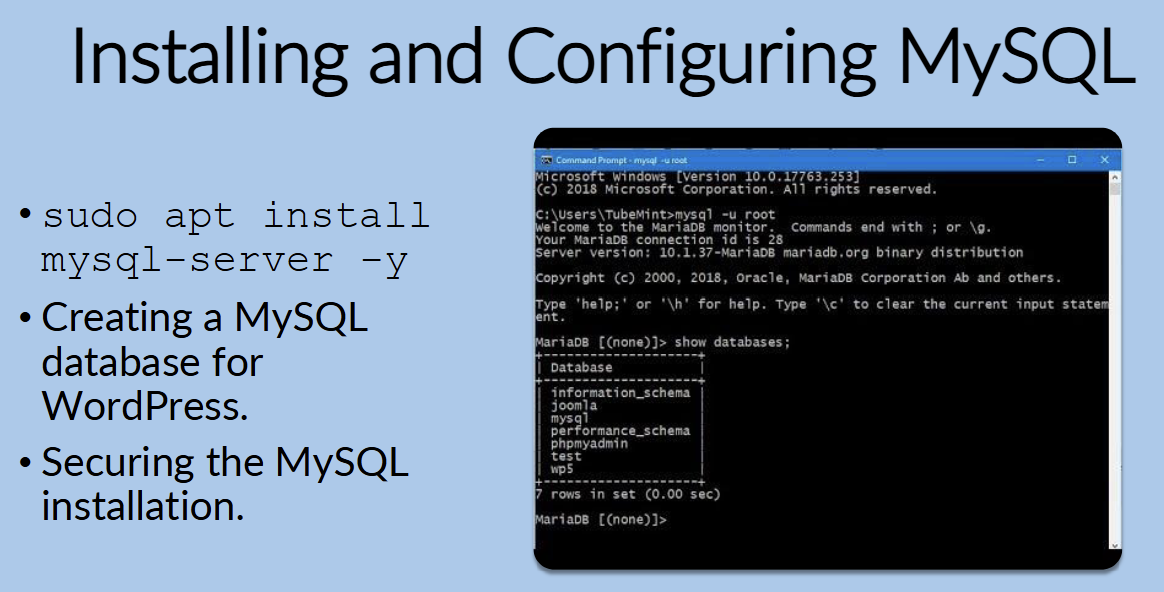 Installing and Configuring MySQL
• sudo apt install
mysql-server -y
• Creating a MySQL
database for
WordPress.
• Securing the MySQL
installation.
Command Prompt - mysql -u root
Microsoft Windows [Version 10.0.17763.253]
(c) 2018 Microsoft Corporation. All rights reserved.
C:\Users\TubeMint>mysql -u root
Welcome to the MariaDB monitor.  Commands end with ; or \g.
Your MariaDB connection id is 28
Server version: 10.1.37-MariaDB mariadb.org binary distribution
Copyright (c) 2000, 2018, Oracle, MariaDB Corporation Ab and others.
Type 'help;' or '\h' for help. Type '\c' to clear the current input statem
ent.
MariaDB [(none)]> show databases;
+--------------------+
| Database           |
+--------------------+
| information_schema |
| joomla             |
| mysql              |
| performance_schema |
| phpmyadmin         |
| test               |
| wp5                |
+--------------------+
7 rows in set (0.00 sec)
MariaDB [(none)]>